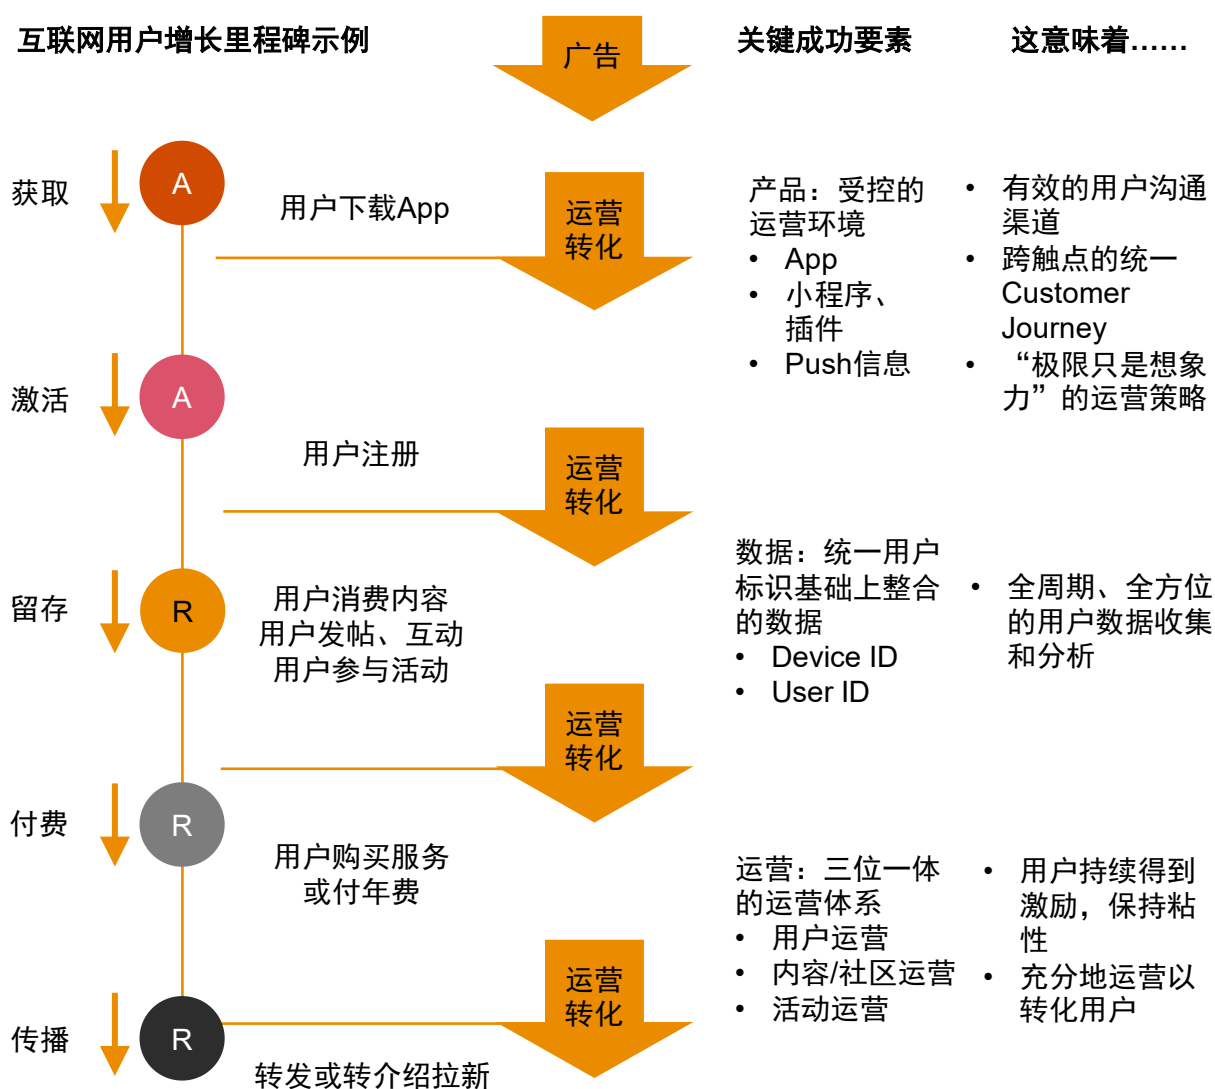 互联网用户增长里程碑示例
广告
关键成功要素
这意味着……
获取
A
用户下载App
运营
转化
激活
A
用户注册
运营
转化
留存
R
用户消费内容
用户发帖、互动
用户参与活动
运营
转化
付费
R
用户购买服务
或付年费
运营
转化
传播
R
转发或转介绍拉新
产品：受控的
运营环境
• App
• 小程序、
插件
• Push信息
• 有效的用户沟通
渠道
• 跨触点的统一
Customer
Journey
• “极限只是想象
力”的运营策略
数据：统一用户
标识基础上整合
的数据
• Device ID
• User ID
• 全周期、全方位
的用户数据收集
和分析
运营：三位一体
的运营体系
• 用户运营
• 内容/社区运营
• 活动运营
• 用户持续得到
激励，保持粘
性
• 充分地运营以
转化用户